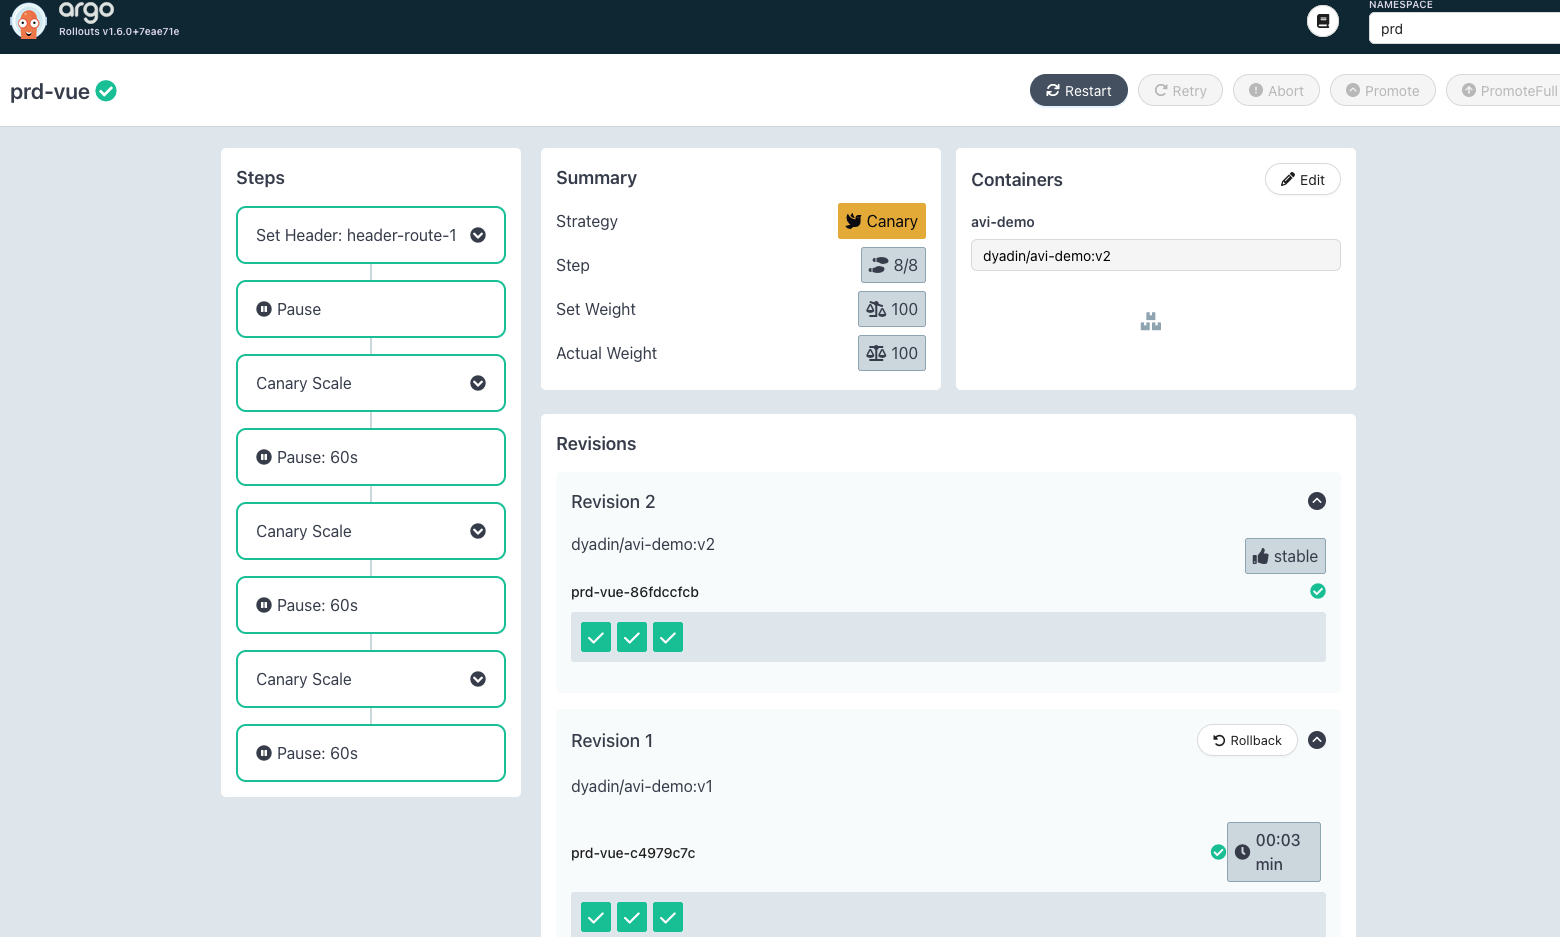 argo
Rollouts v1.6.0+7eae71e
NAMESPACE
prd
prd-vue
Restart
Retry
Abort
Promote
PromoteFull
Steps
Set Header: header-route-1
Pause
Canary Scale
Pause: 60s
Canary Scale
Pause: 60s
Canary Scale
Pause: 60s
Summary
Strategy
Canary
Step
8/8
Set Weight
100
Actual Weight
100
Containers
Edit
avi-demo
dyadin/avi-demo:v2
Revisions
Revision 2
dyadin/avi-demo:v2
stable
prd-vue-86fdccfcb
Revision 1
Rollback
dyadin/avi-demo:v1
prd-vue-c4979c7c
00:03
min